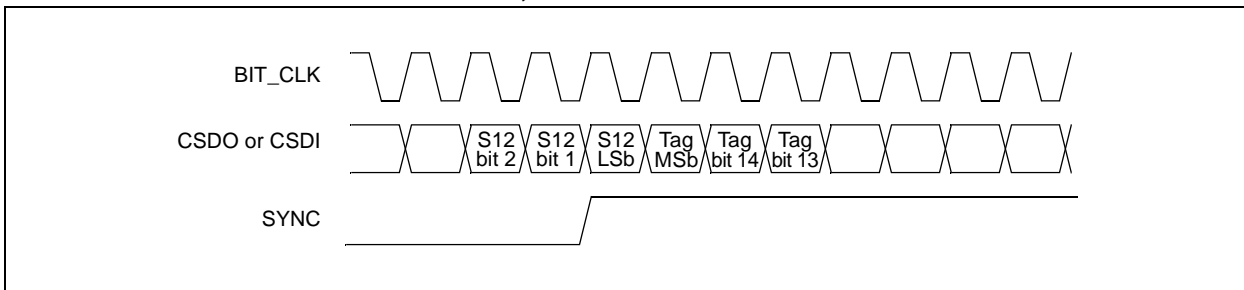 BIT_CLK
CSDO or CSDI
S12 bit 2
S12 bit 1
S12 LSb
Tag MSb
Tag bit 14
Tag bit 13
SYNC